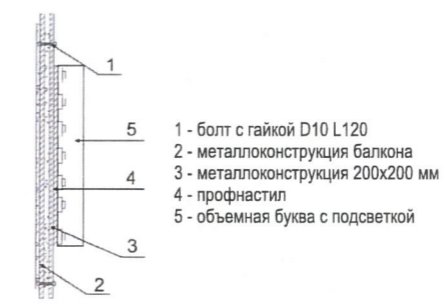 1
5
4
3
2
1 - болт с гайкой D10 L120
2 - металлоконструкция балкона
3 - металлоконструкция 200х200 мм
4 - профнастил
5 - объемная буква с подсветкой